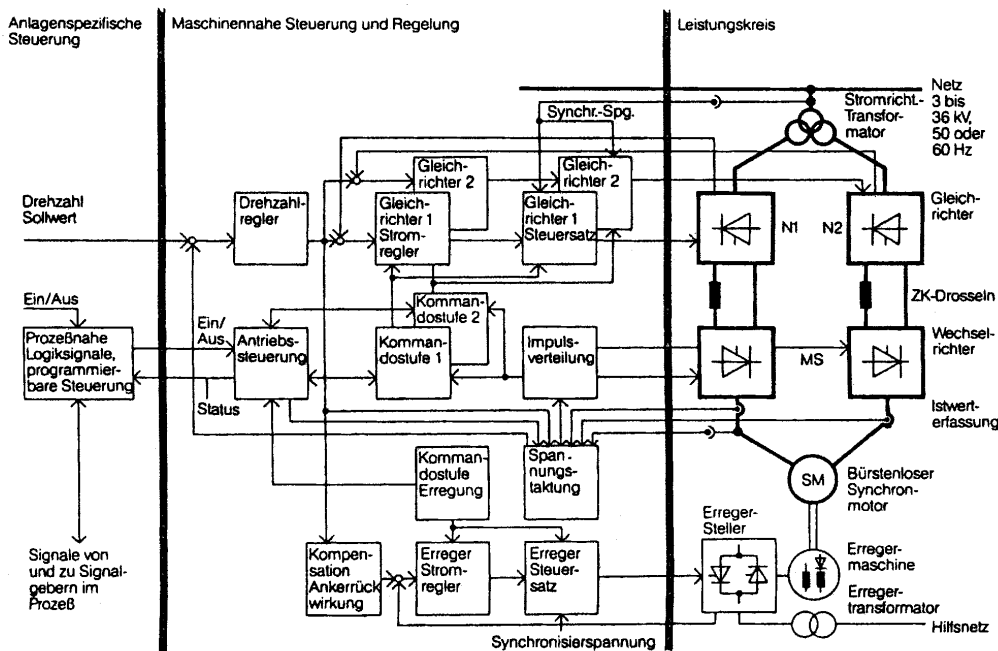 Anlagenspezifische
Steuerung
Maschinennahe Steuerung und Regelung
Leistungskreis
Netz
3 bis
36 kV,
50 oder
60 Hz
Stromricht.-
Transfor-
mator
Synchr.-Spg.
Gleich-
richter 2
Gleich-
richter 2
Drehzahl
Sollwert
Drehzahl-
regler
Gleich-
richter 1
Strom-
regler
Gleich-
richter 1
Steuersatz
N1
N2
Gleich-
richter
ZK-Drosseln
Ein/Aus
Prozeßnahe
Logiksignale,
programmier-
bare Steuerung
Ein/
Aus
Status
Antriebs-
steuerung
Komman-
dostufe 2
Kom-
mando-
stufe 1
Impuls-
verteilung
MS
Wechsel-
richter
Istwert-
erfassung
Komman-
dostufe
Erregung
Span-
nungs-
taktung
SM
Bürstenloser
Synchron-
motor
Signale von
und zu Signal-
gebern im
Prozeß
Kompen-
sation
Ankerrück
wirkung
Erreger
Strom-
regler
Erreger
Steuer-
satz
Erreger-
Steller
Erreger-
maschine
Erreger-
transformator
Hilfsnetz
Synchronisierspannung